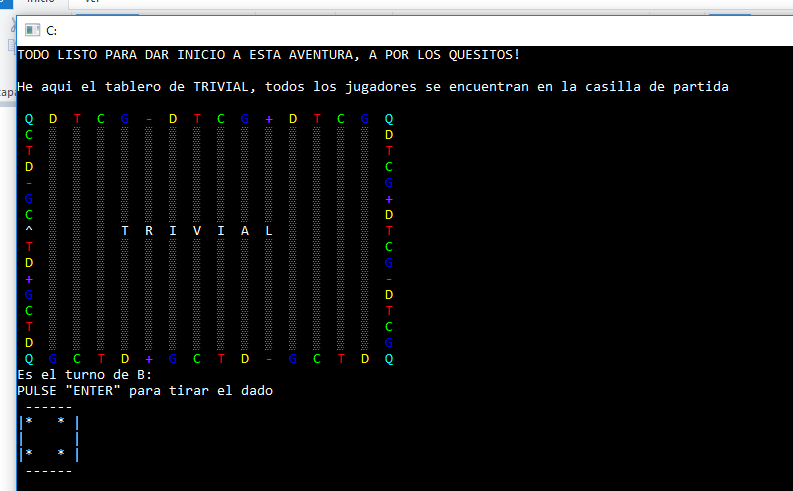 Inicio
Ver
C:
TODO LISTO PARA DAR INICIO A ESTA AVENTURA, A POR LOS QUESITOS!
He aqui el tablero de TRIVIAL, todos los jugadores se encuentran en la casilla de partida
Q D T C G - D T C G + D T C G Q
C D
T T
D C
- G
G +
C D
^ T R I V I A L T
T C
D G
+ -
G D
C T
T C
D G
Q G C T D + G C T D - G C T D Q
Es el turno de B:
PULSE "ENTER" para tirar el dado
------
|* * |
| |
|* * |
------